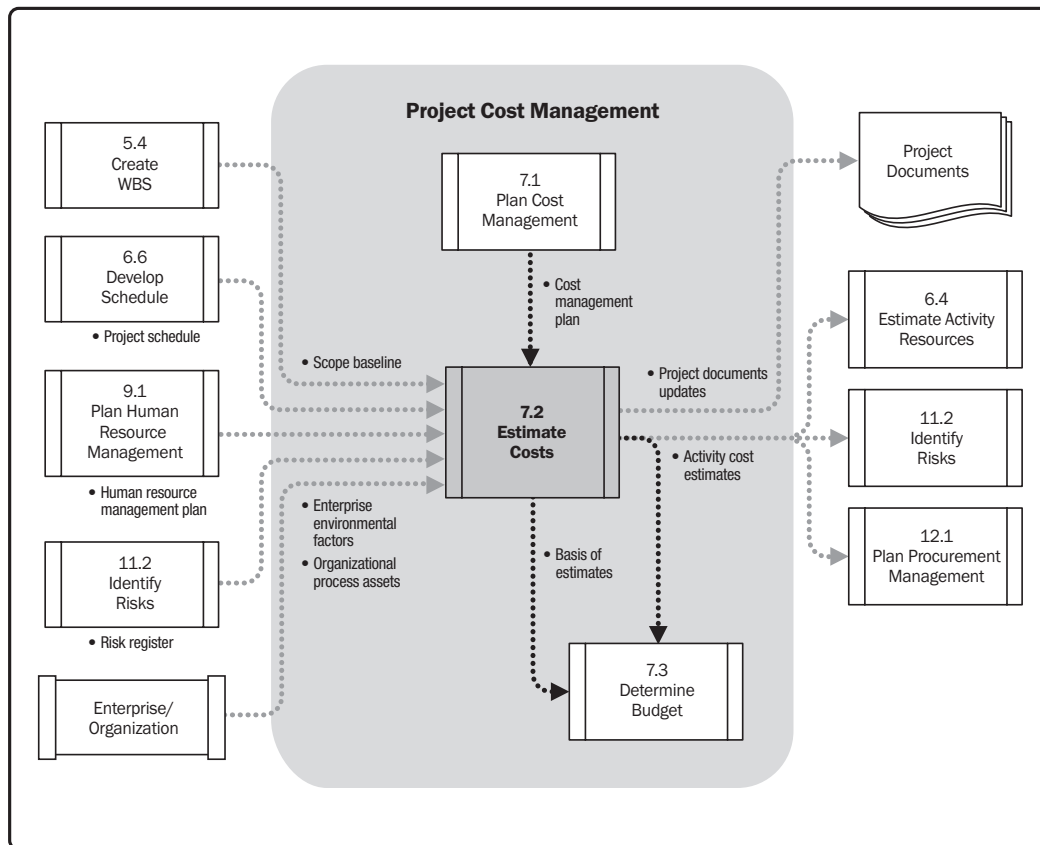 Project Cost Management
5.4
Create
WBS
6.6
Develop
Schedule
• Project schedule
9.1
Plan Human
Resource
Management
• Human resource
management plan
11.2
Identify
Risks
• Risk register
Enterprise/
Organization
7.1
Plan Cost
Management
• Cost
management
plan
• Scope baseline
7.2
Estimate
Costs
• Enterprise
environmental
factors
• Organizational
process assets
• Project documents
updates
• Activity cost
estimates
• Basis of
estimates
7.3
Determine
Budget
Project
Documents
6.4
Estimate Activity
Resources
11.2
Identify
Risks
12.1
Plan Procurement
Management